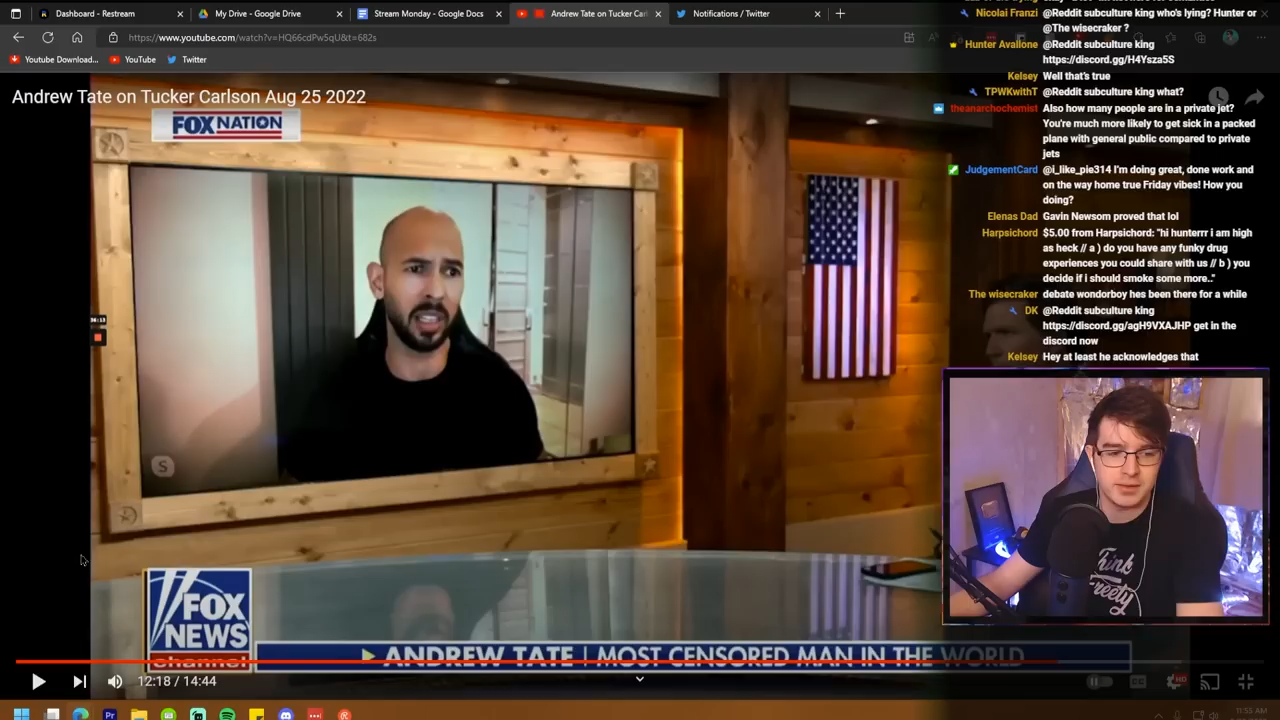 Dashboard - Restream
My Drive - Google Drive
Stream Monday - Google Docs
Andrew Tate on Tucker Carl
Notifications / Twitter
https://www.youtube.com/watch?v=HQ66cdPw5qU&t=682s
Youtube Download...
YouTube
Twitter
Andrew Tate on Tucker Carlson Aug 25 2022
FOX NATION
S
FOX
NEWS
Channel
ANDREW TATE | MOST CENSORED MAN IN THE WORLD
12:18 / 14:44
HD
Nicolai Franzi @Reddit subculture king who's lying? Hunter or
@The wisecraker ?
Hunter Avallone @Reddit subculture king
https://discord.gg/H4Ysza5S
Kelsey Well that's true
TPWKwithT @Reddit subculture king what?
theanarchochemist Also how many people are in a private jet?
You're much more likely to get sick in a packed
plane with general public compared to private
jets
JudgementCard @i_like_pie314 I'm doing great, done work and
on the way home true Friday vibes! How you
doing?
Elenas Dad Gavin Newsom proved that lol
Harpsichord $5.00 from Harpsichord: "hi hunterrr i am high
as heck // a ) do you have any funky drug
experiences you could share with us // b ) you
decide if i should smoke some more.."
The wisecraker debate wondorboy hes been there for a while
DK @Reddit subculture king
https://discord.gg/agH9VXAJHP get in the
discord now
Kelsey Hey at least he acknowledges that
Think
Freely
11:55 AM